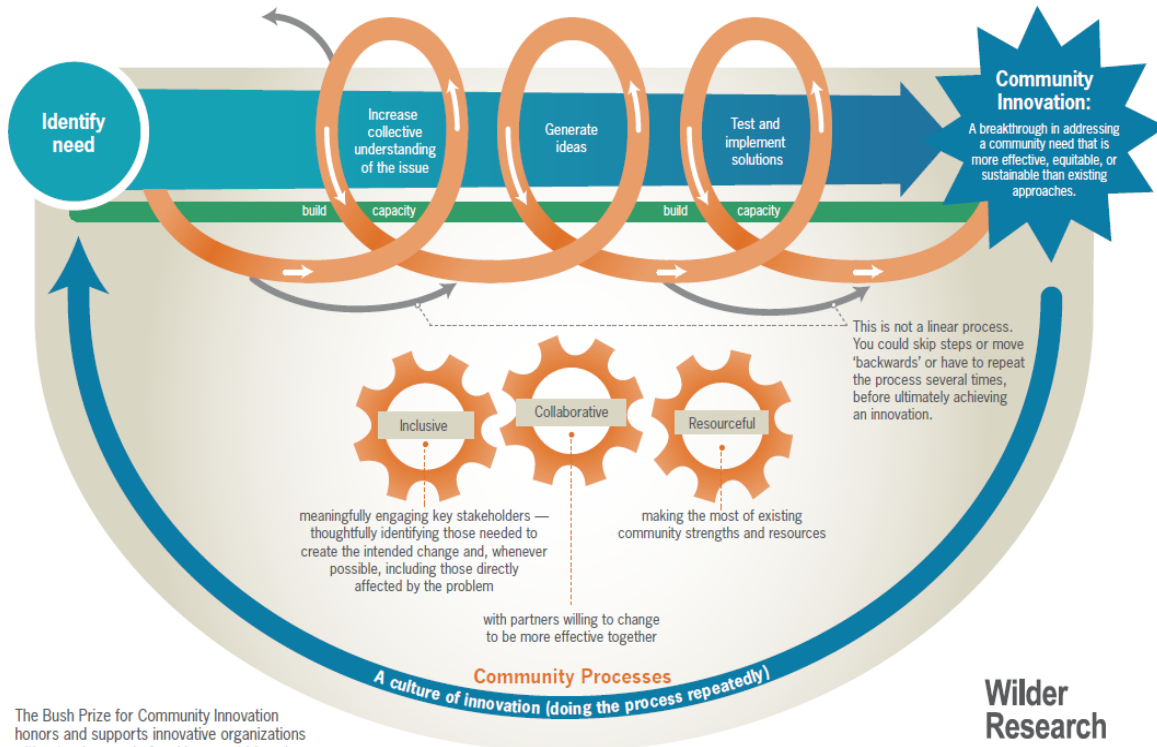 Identify
need
Increase
collective
understanding
of the issue
Generate
ideas
Test and
implement
solutions
Community
Innovation:
A breakthrough in addressing
a community need that is
more effective, equitable, or
sustainable than existing
approaches.
build capacity
build capacity
This is not a linear process.
You could skip steps or move
‘backwards’ or have to repeat
the process several times,
before ultimately achieving
an innovation.
Inclusive
Collaborative
Resourceful
meaningfully engaging key stakeholders —
thoughtfully identifying those needed to
create the intended change and, whenever
possible, including those directly
affected by the problem
making the most of existing
community strengths and resources
with partners willing to change
to be more effective together
Community Processes
A culture of innovation (doing the process repeatedly)
The Bush Prize for Community Innovation
honors and supports innovative organizations
Wilder
Research